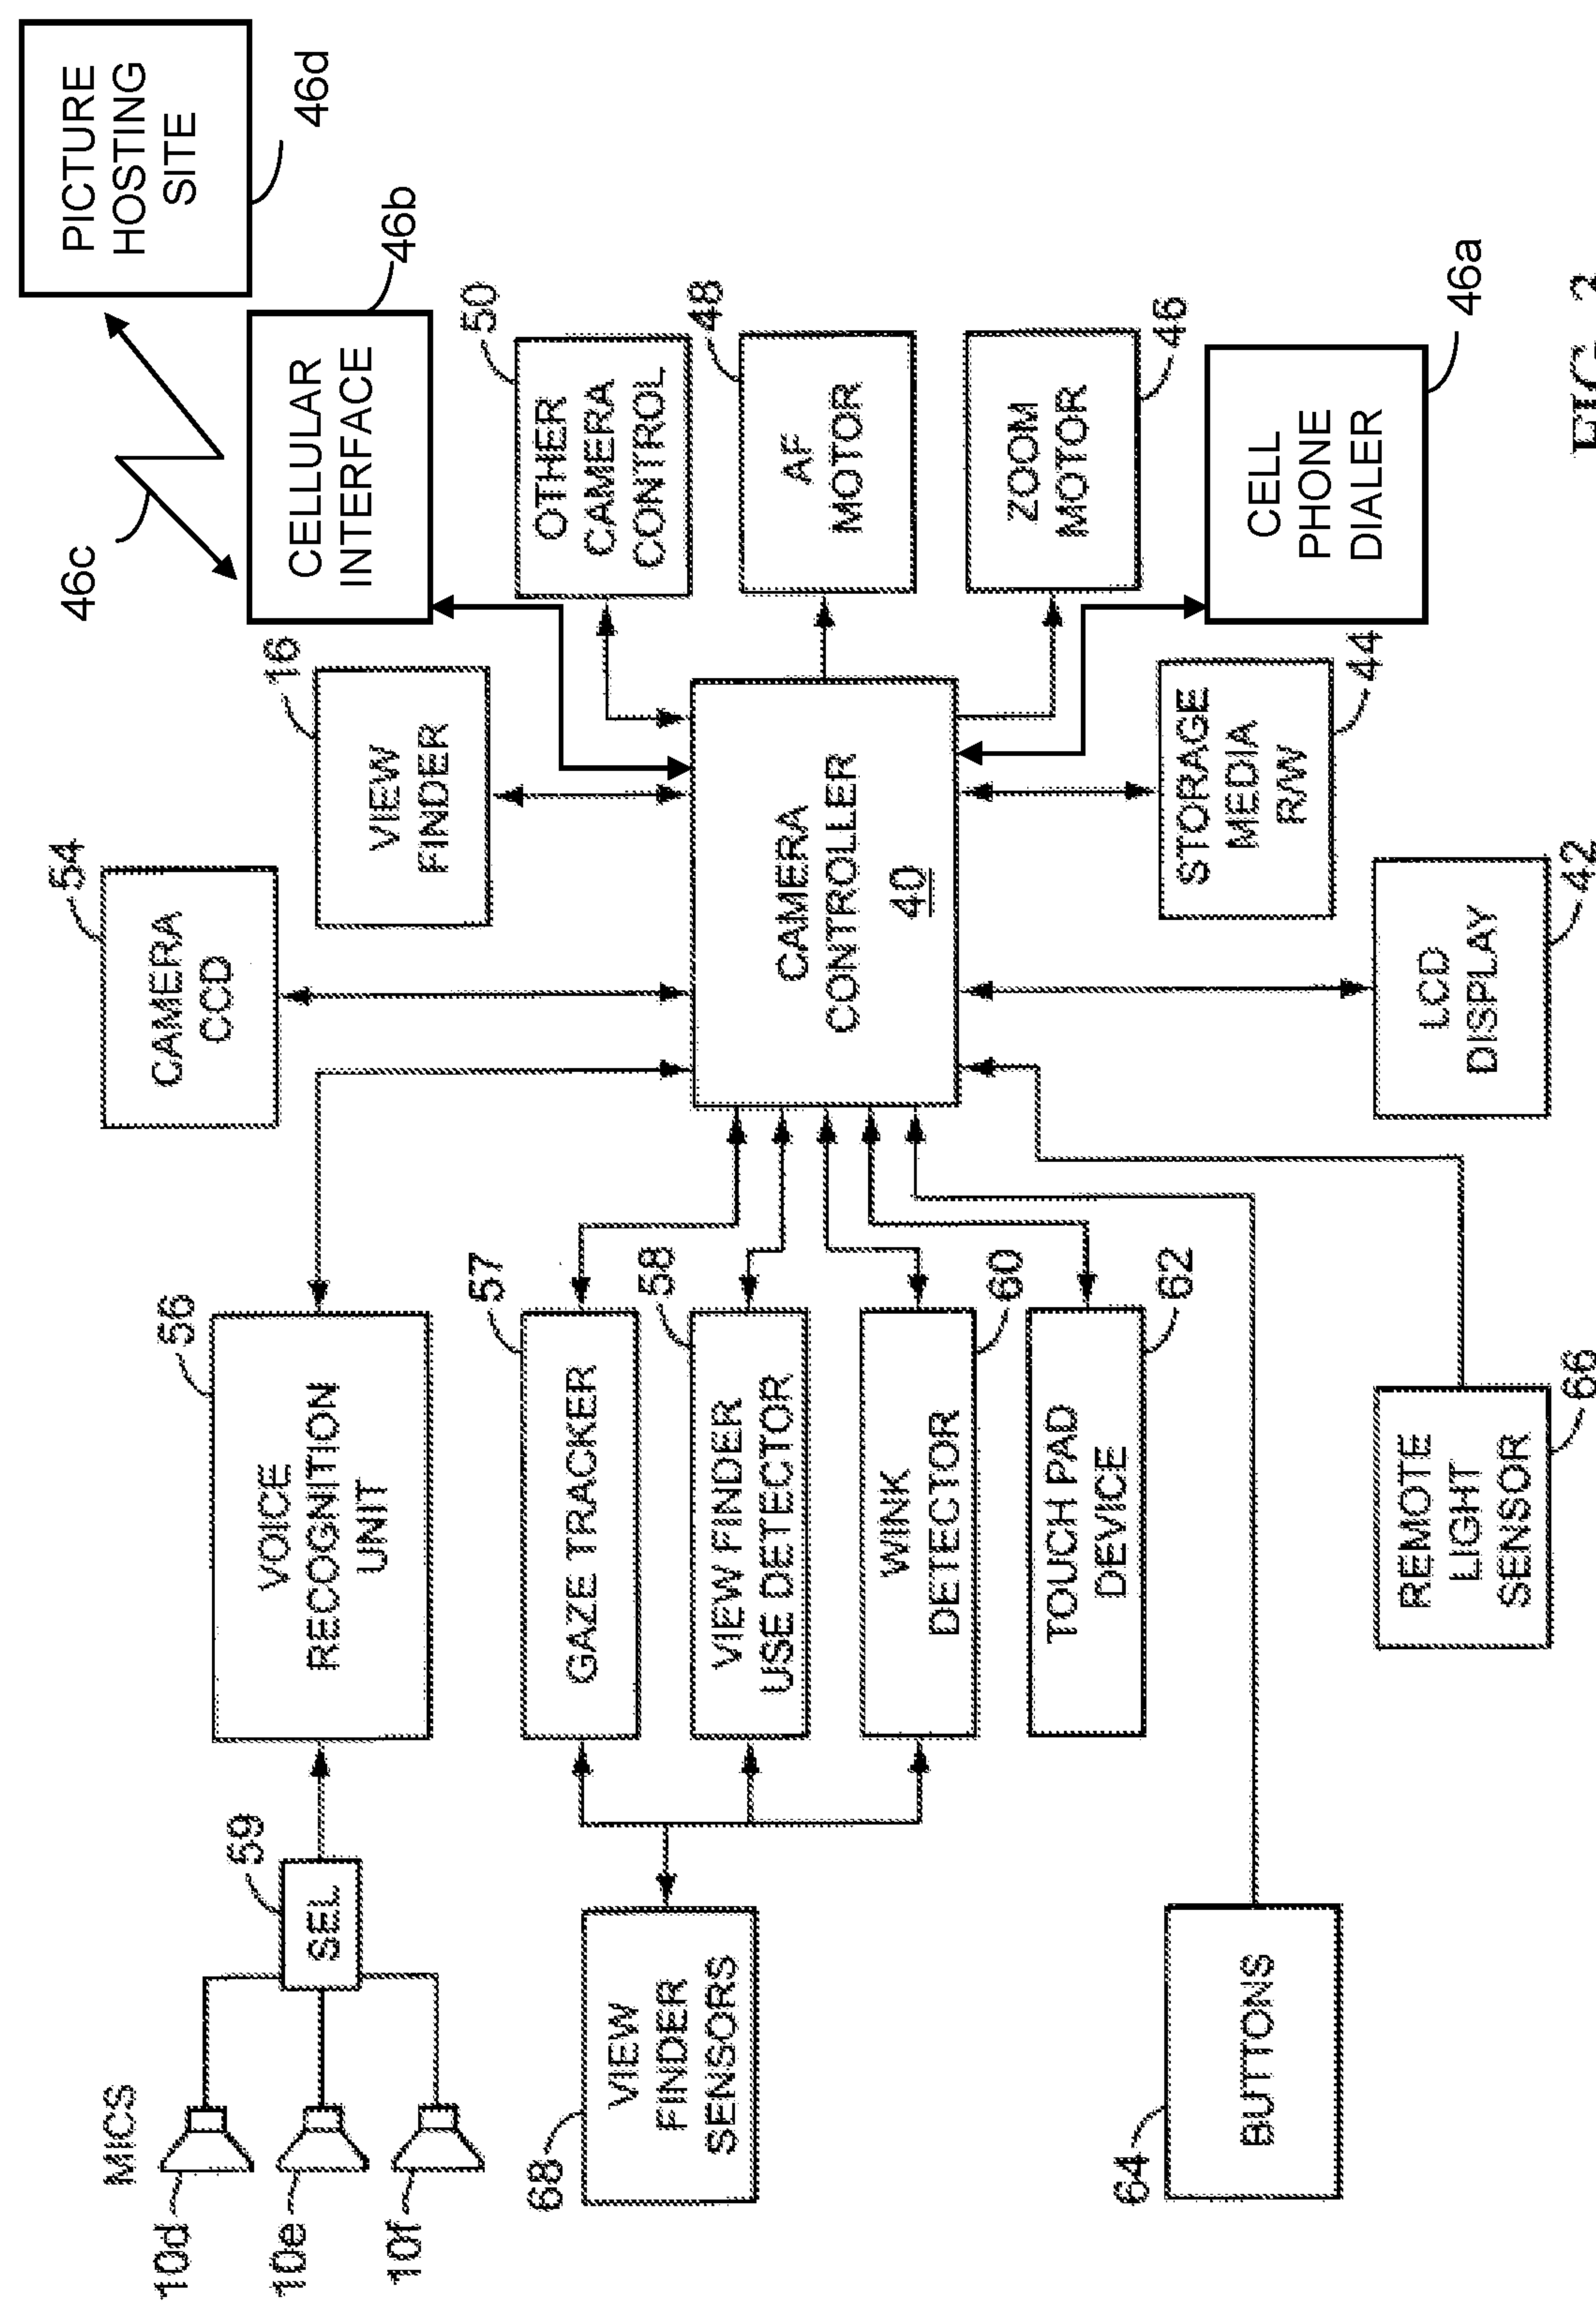 MICS
10d
10e
10f
SEL
59
VOICE
RECOGNITION
UNIT
56
CAMERA
CCD
54
VIEW
FINDER
16
46c
CELLULAR
INTERFACE
46b
PICTURE
HOSTING
SITE
46d
VIEW
FINDER
SENSORS
68
GAZE TRACKER
57
VIEW FINDER
USE DETECTOR
58
WINK
DETECTOR
60
TOUCH PAD
DEVICE
62
CAMERA
CONTROLLER
40
OTHER
CAMERA
CONTROL
50
AF
MOTOR
48
ZOOM
MOTOR
46
BUTTONS
64
REMOTE
LIGHT
SENSOR
66
LCD
DISPLAY
42
STORAGE
MEDIA
R/W
44
CELL
PHONE
DIALER
46a